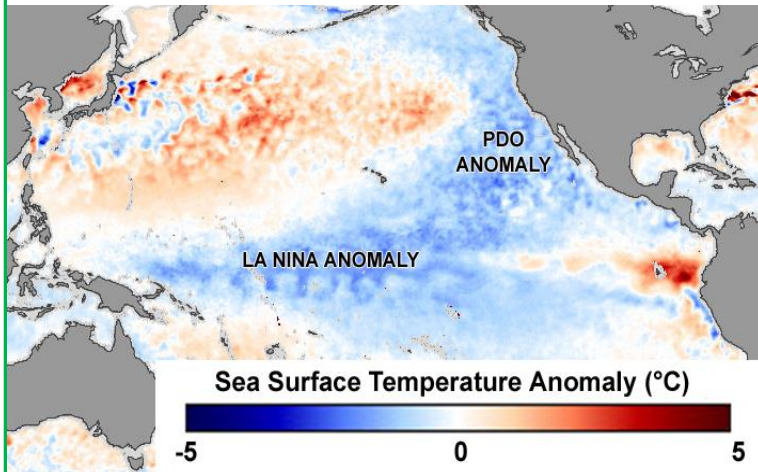 PDO
ANOMALY
LA NINA ANOMALY
Sea Surface Temperature Anomaly (°C)
-5 0 5